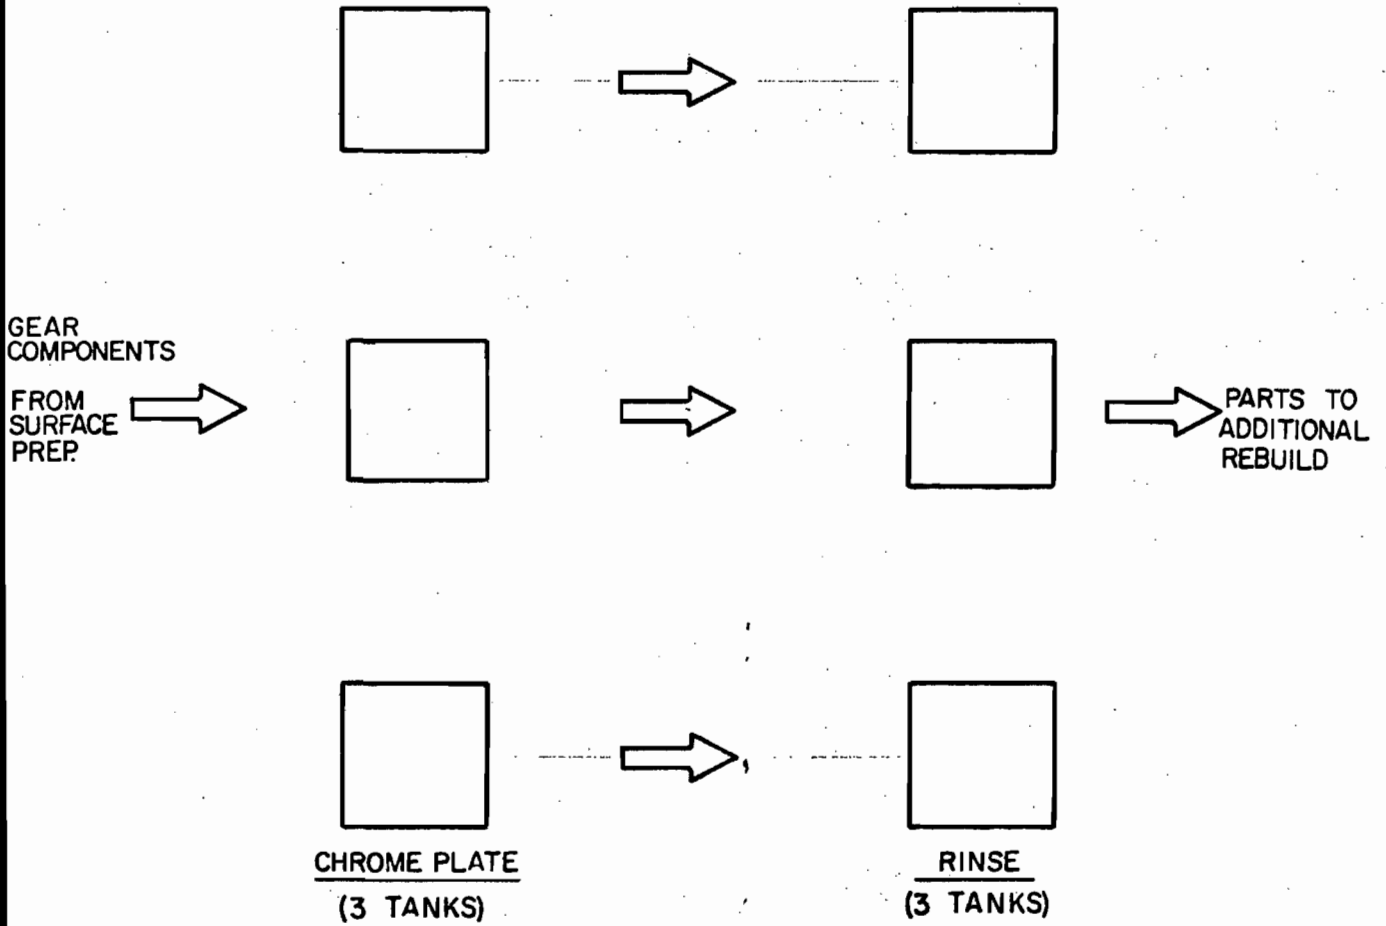 GEAR
COMPONENTS
FROM
SURFACE
PREP.
PARTS TO
ADDITIONAL
REBUILD
CHROME PLATE
(3 TANKS)
RINSE
(3 TANKS)